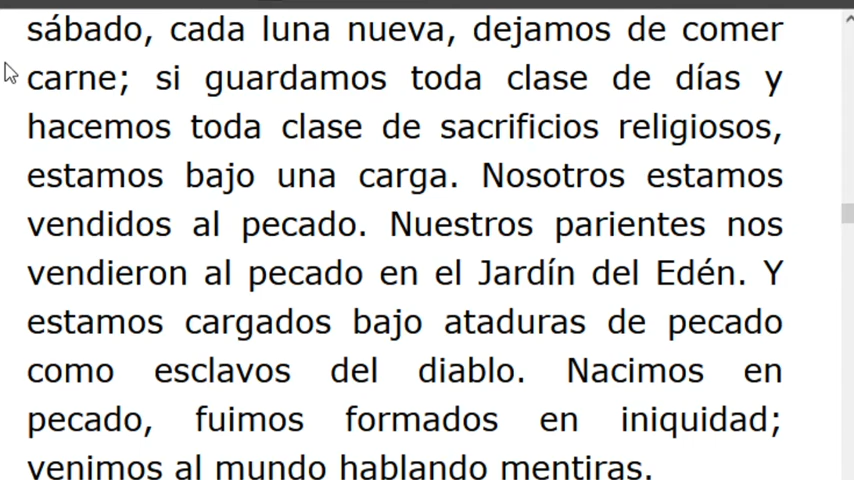 sábado, cada luna nueva, dejamos de comer
carne; si guardamos toda clase de días y
hacemos toda clase de sacrificios religiosos,
estamos bajo una carga. Nosotros estamos
vendidos al pecado. Nuestros parientes nos
vendieron al pecado en el Jardín del Edén. Y
estamos cargados bajo ataduras de pecado
como esclavos del diablo. Nacimos en
pecado, fuimos formados en iniquidad;
venimos al mundo hablando mentiras.